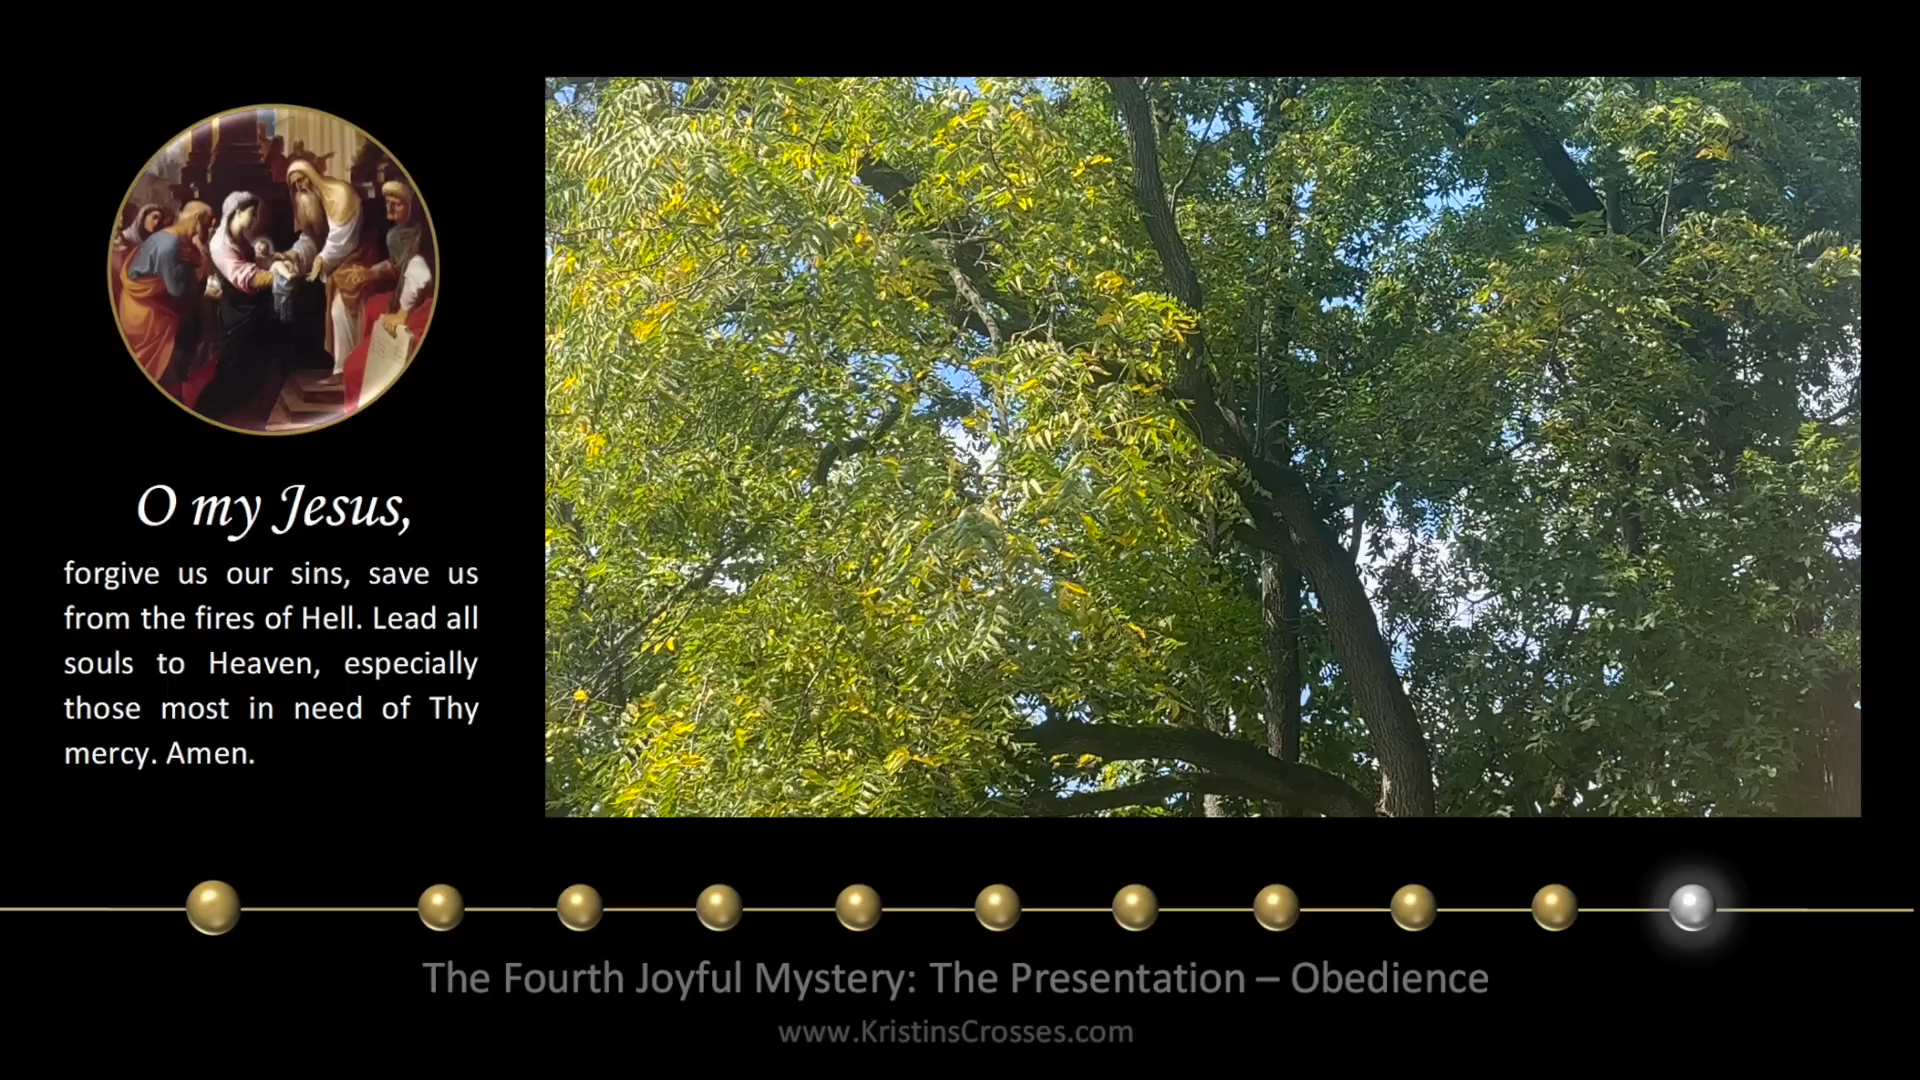 O my Jesus,
forgive us our sins, save us
from the fires of Hell. Lead all
souls to Heaven, especially
those most in need of Thy
mercy. Amen.
The Fourth Joyful Mystery: The Presentation – Obedience
www.KristinsCrosses.com